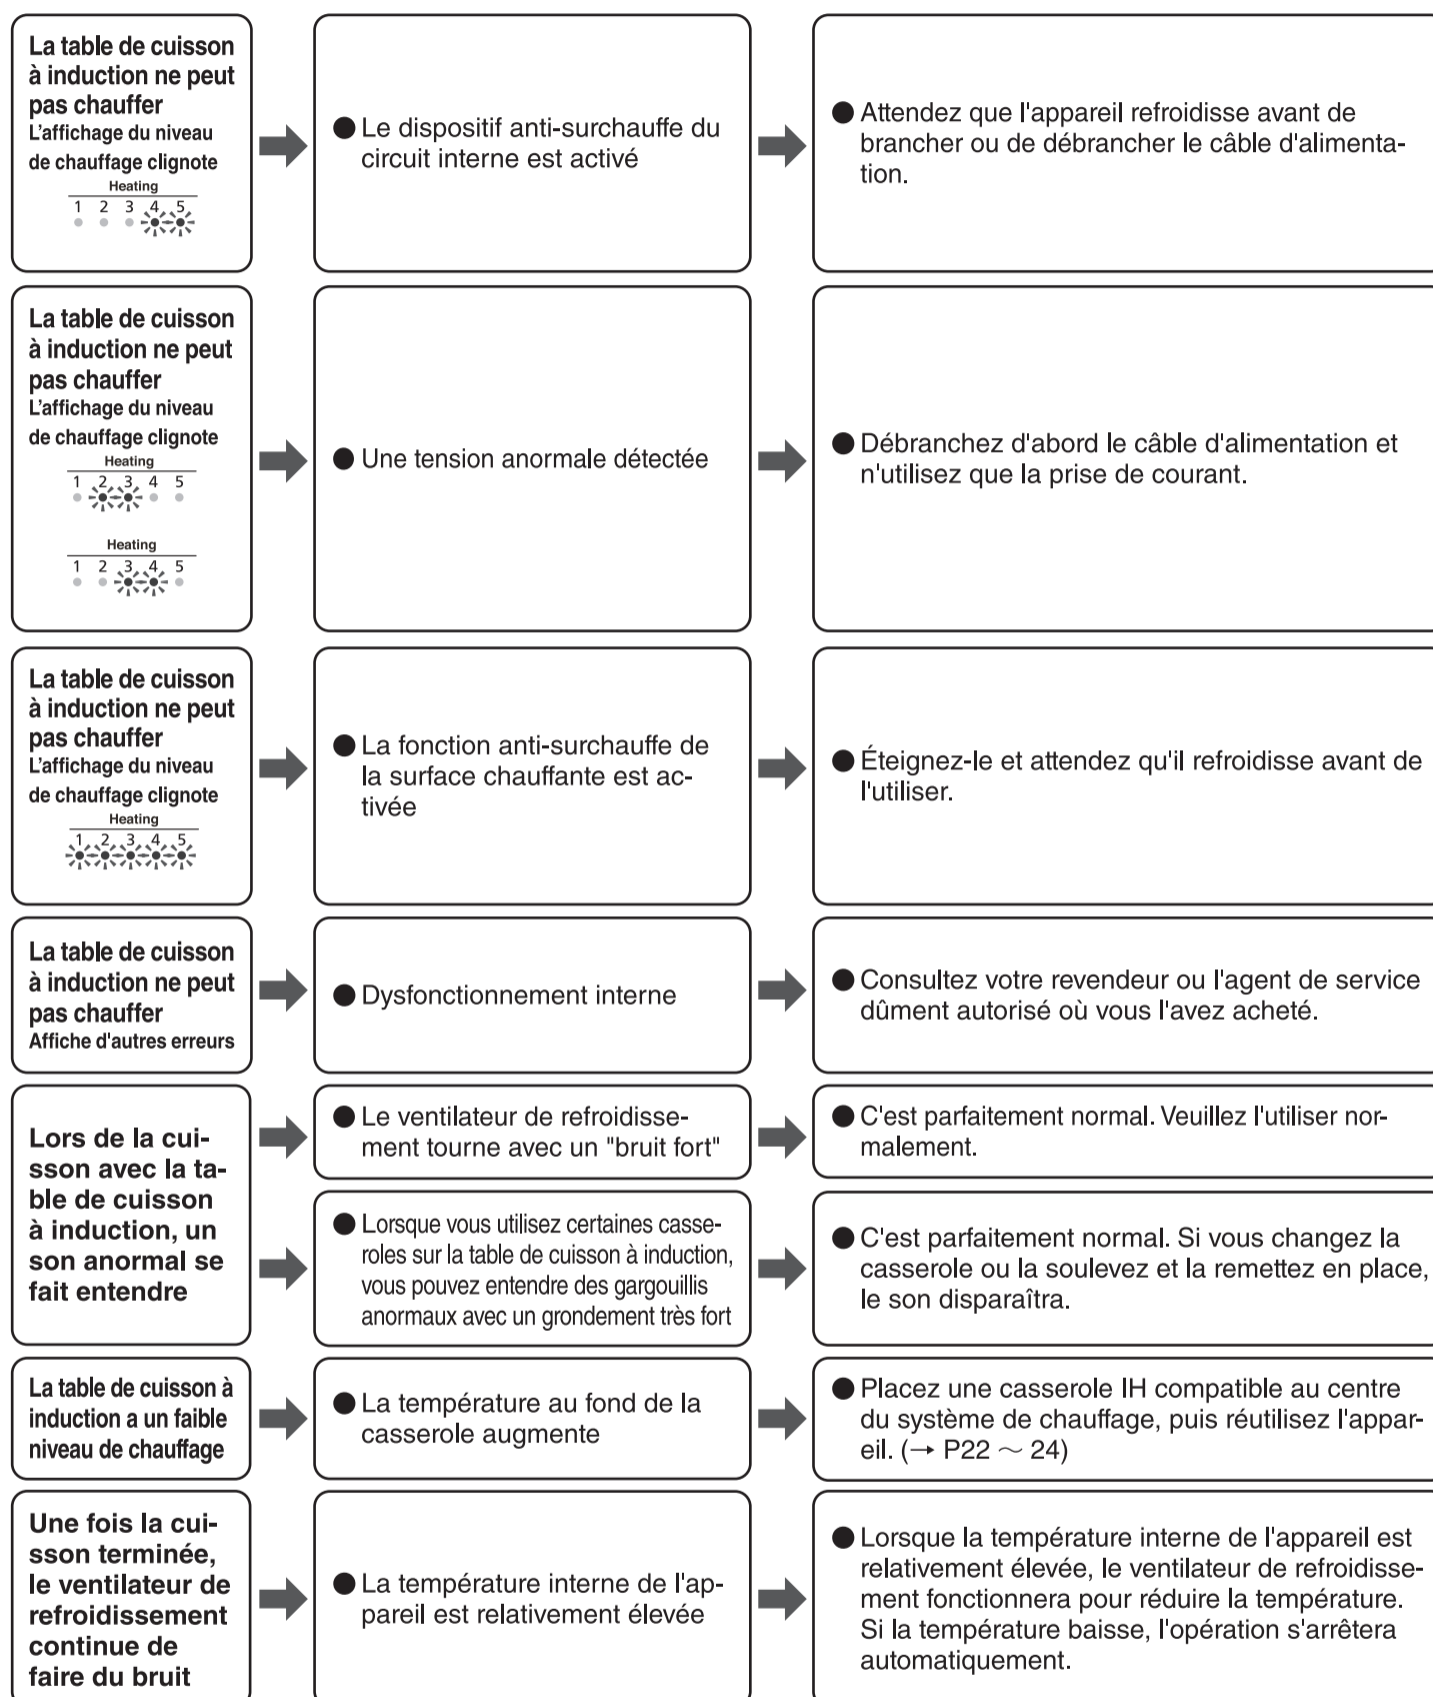 La table de cuisson
à induction ne peut
pas chauffer
L'affichage du niveau
de chauffage clignote
Heating
1 2 3 4 5
● Le dispositif anti-surchauffe du
circuit interne est activé
● Attendez que l'appareil refroidisse avant de
brancher ou de débrancher le câble d'alimenta-
tion.
La table de cuisson
à induction ne peut
pas chauffer
L'affichage du niveau
de chauffage clignote
Heating
1 2 3 4 5
Heating
1 2 3 4 5
● Une tension anormale détectée
● Débranchez d'abord le câble d'alimentation et
n'utilisez que la prise de courant.
La table de cuisson
à induction ne peut
pas chauffer
L'affichage du niveau
de chauffage clignote
Heating
1 2 3 4 5
● La fonction anti-surchauffe de
la surface chauffante est ac-
tivée
● Éteignez-le et attendez qu'il refroidisse avant de
l'utiliser.
La table de cuisson
à induction ne peut
pas chauffer
Affiche d'autres erreurs
● Dysfonctionnement interne
● Consultez votre revendeur ou l'agent de service
dûment autorisé où vous l'avez acheté.
Lors de la cui-
sson avec la ta-
ble de cuisson
à induction, un
son anormal se
fait entendre
● Le ventilateur de refroidisse-
ment tourne avec un "bruit fort"
● C'est parfaitement normal. Veuillez l'utiliser nor-
malement.
● Lorsque vous utilisez certaines casse-
roles sur la table de cuisson à induction,
vous pouvez entendre des gargouillis
anormaux avec un grondement très fort
● C'est parfaitement normal. Si vous changez la
casserole ou la soulevez et la remettez en place,
le son disparaîtra.
La table de cuisson à
induction a un faible
niveau de chauffage
● La température au fond de la
casserole augmente
● Placez une casserole IH compatible au centre
du système de chauffage, puis réutilisez l'appar-
eil. (→ P22 ～ 24)
Une fois la cui-
sson terminée,
le ventilateur de
refroidissement
continue de
faire du bruit
● La température interne de l'ap-
pareil est relativement élevée
● Lorsque la température interne de l'appareil est
relativement élevée, le ventilateur de refroidisse-
ment fonctionnera pour réduire la température.
Si la température baisse, l'opération s'arrêtera
automatiquement.